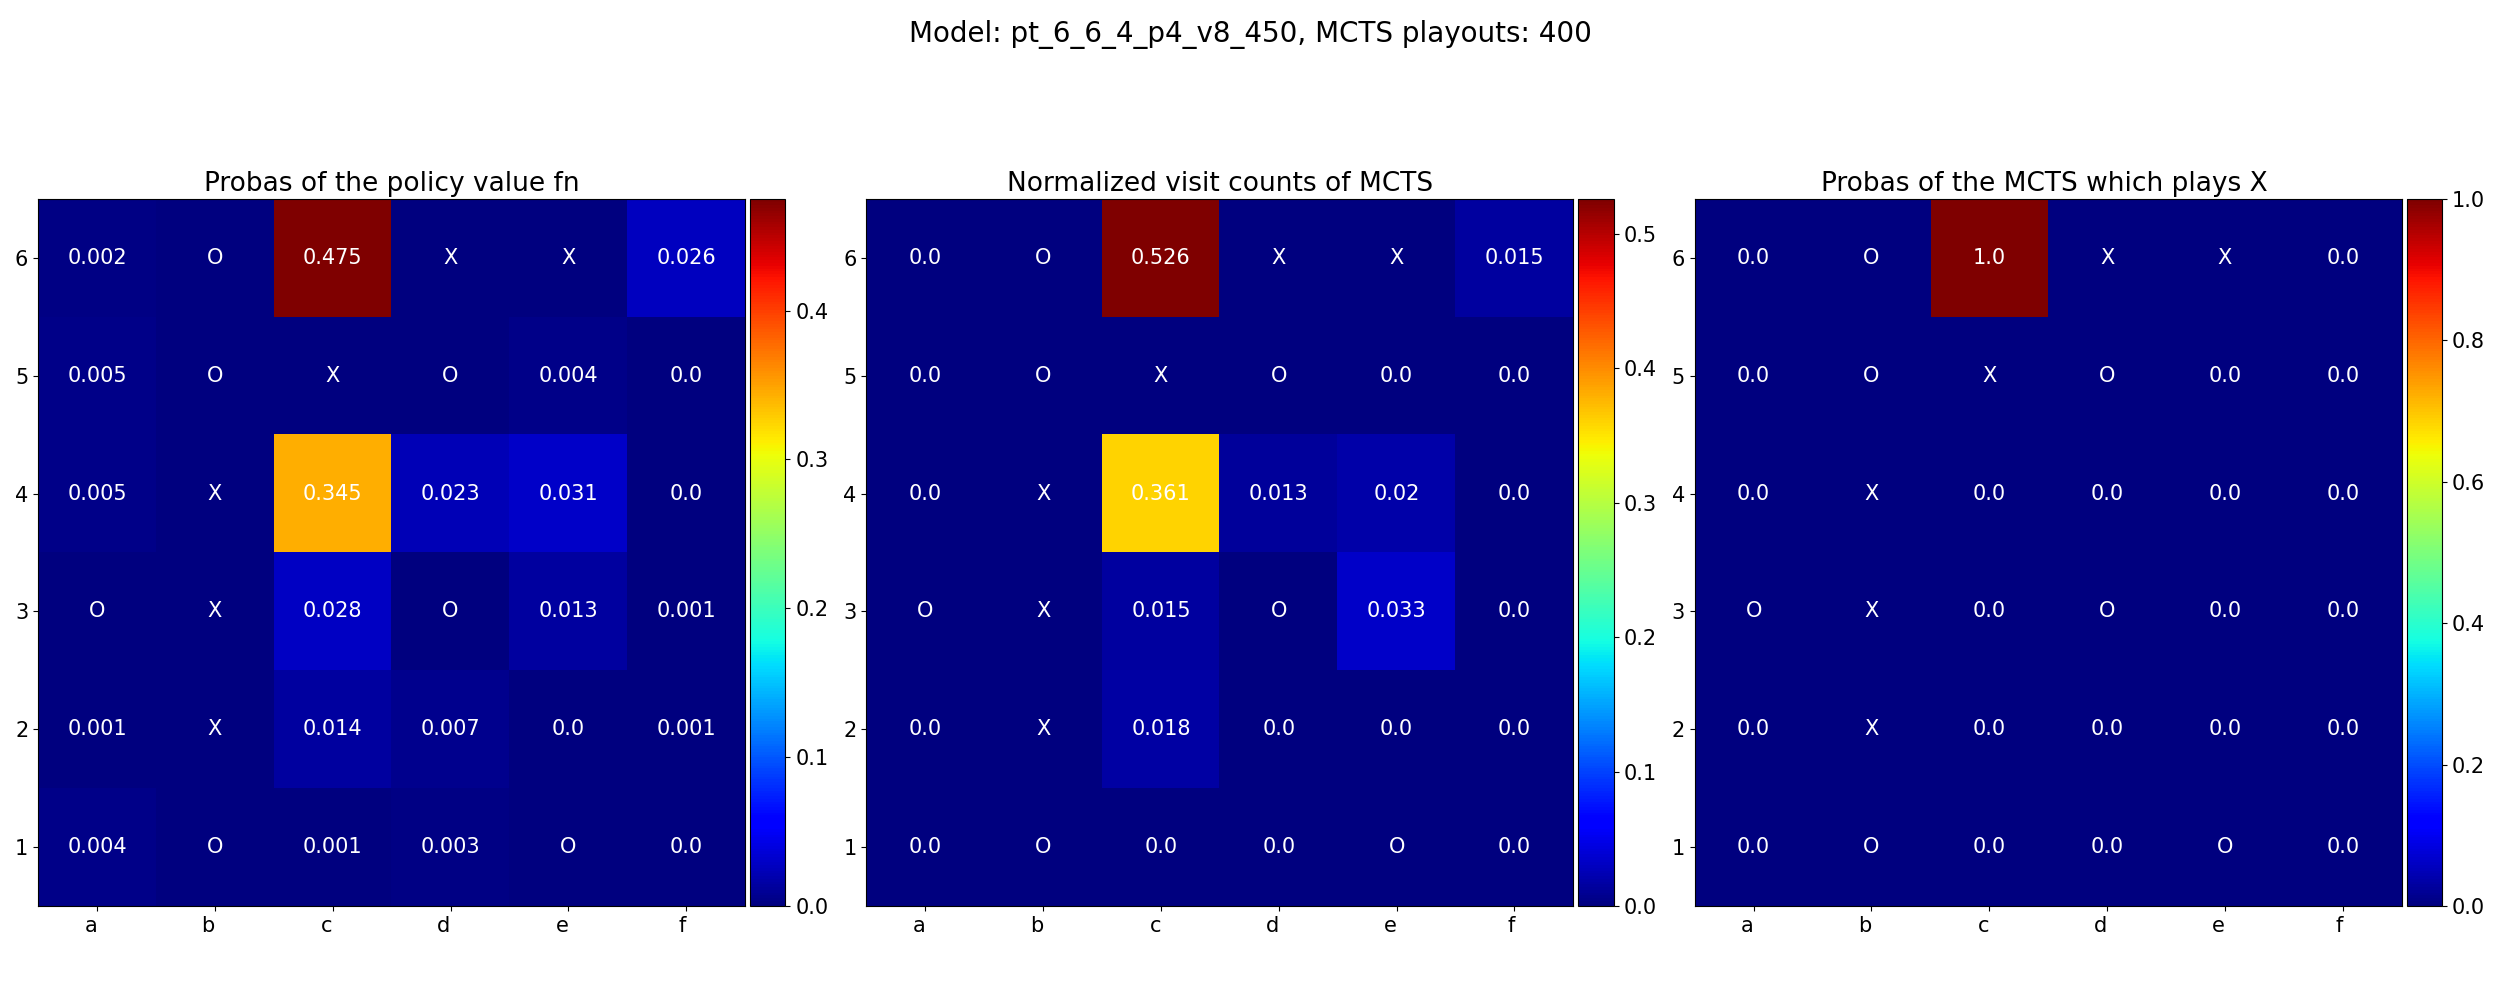 Model: pt_6_6_4_p4_v8_450, MCTS playouts: 400
Probas of the policy value fn
6 0.002 O 0.475 X X 0.026
5 0.005 O X O 0.004 0.0
4 0.005 X 0.345 0.023 0.031 0.0
3 O X 0.028 O 0.013 0.001
2 0.001 X 0.014 0.007 0.0 0.001
1 0.004 O 0.001 0.003 O 0.0
a b c d e f
0.4
0.3
0.2
0.1
0.0
Normalized visit counts of MCTS
6 0.0 O 0.526 X X 0.015
5 0.0 O X O 0.0 0.0
4 0.0 X 0.361 0.013 0.02 0.0
3 O X 0.015 O 0.033 0.0
2 0.0 X 0.018 0.0 0.0 0.0
1 0.0 O 0.0 0.0 O 0.0
a b c d e f
0.5
0.4
0.3
0.2
0.1
0.0
Probas of the MCTS which plays X
6 0.0 O 1.0 X X 0.0
5 0.0 O X O 0.0 0.0
4 0.0 X 0.0 0.0 0.0 0.0
3 O X 0.0 O 0.0 0.0
2 0.0 X 0.0 0.0 0.0 0.0
1 0.0 O 0.0 0.0 O 0.0
a b c d e f
1.0
0.8
0.6
0.4
0.2
0.0